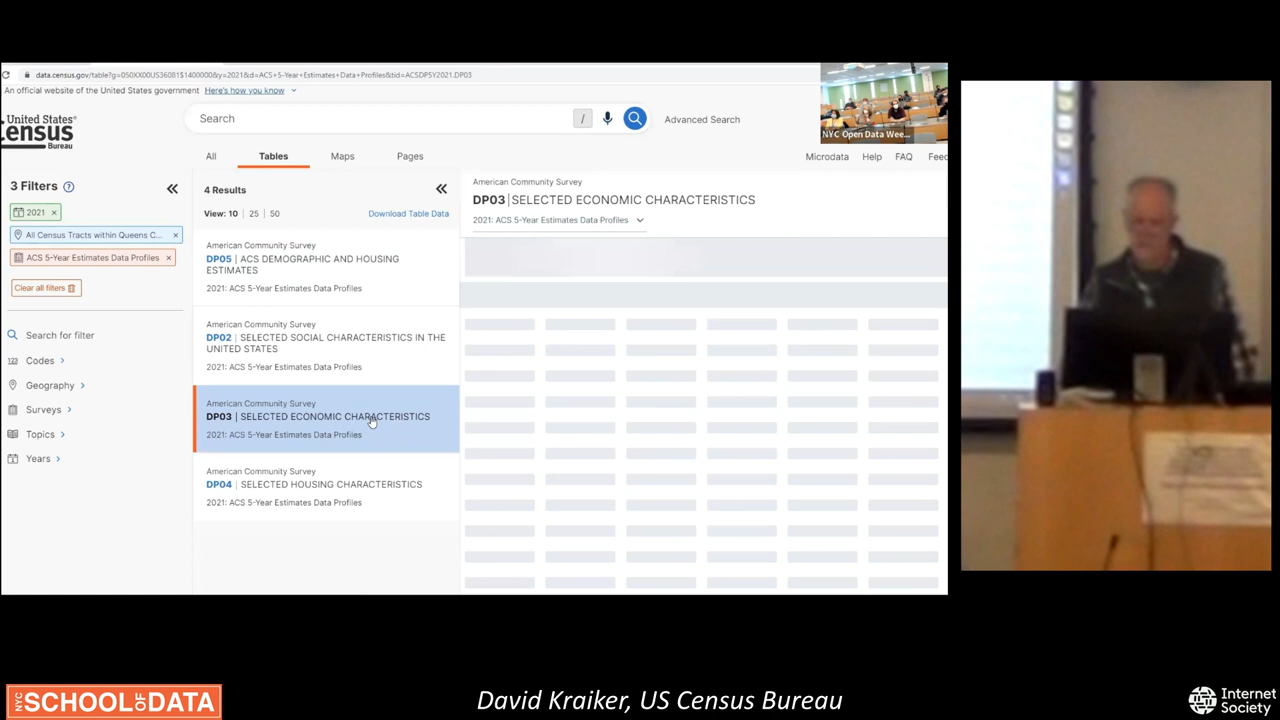 data.census.gov/table?g=050XX00US36081$1400000&y=2021&d=ACS+5-Year+Estimates+Data+Profiles&tid=ACSDP5Y2021.DP03
An official website of the United States government Here's how you know
United States®
Census
Bureau
Search
/
Advanced Search
NYC Open Data Wee...
All Tables Maps Pages
Microdata Help FAQ Feed
3 Filters
2021 ×
All Census Tracts within Queens C... ×
ACS 5-Year Estimates Data Profiles ×
Clear all filters
Search for filter
Codes
Geography
Surveys
Topics
Years
4 Results
View: 10 | 25 | 50 Download Table Data
American Community Survey
DP05 | ACS DEMOGRAPHIC AND HOUSING
ESTIMATES
2021: ACS 5-Year Estimates Data Profiles
American Community Survey
DP02 | SELECTED SOCIAL CHARACTERISTICS IN THE
UNITED STATES
2021: ACS 5-Year Estimates Data Profiles
American Community Survey
DP03 | SELECTED ECONOMIC CHARACTERISTICS
2021: ACS 5-Year Estimates Data Profiles
American Community Survey
DP04 | SELECTED HOUSING CHARACTERISTICS
2021: ACS 5-Year Estimates Data Profiles
American Community Survey
DP03 | SELECTED ECONOMIC CHARACTERISTICS
2021: ACS 5-Year Estimates Data Profiles
NYC SCHOOL OF DATA
David Kraiker, US Census Bureau
Internet
Society